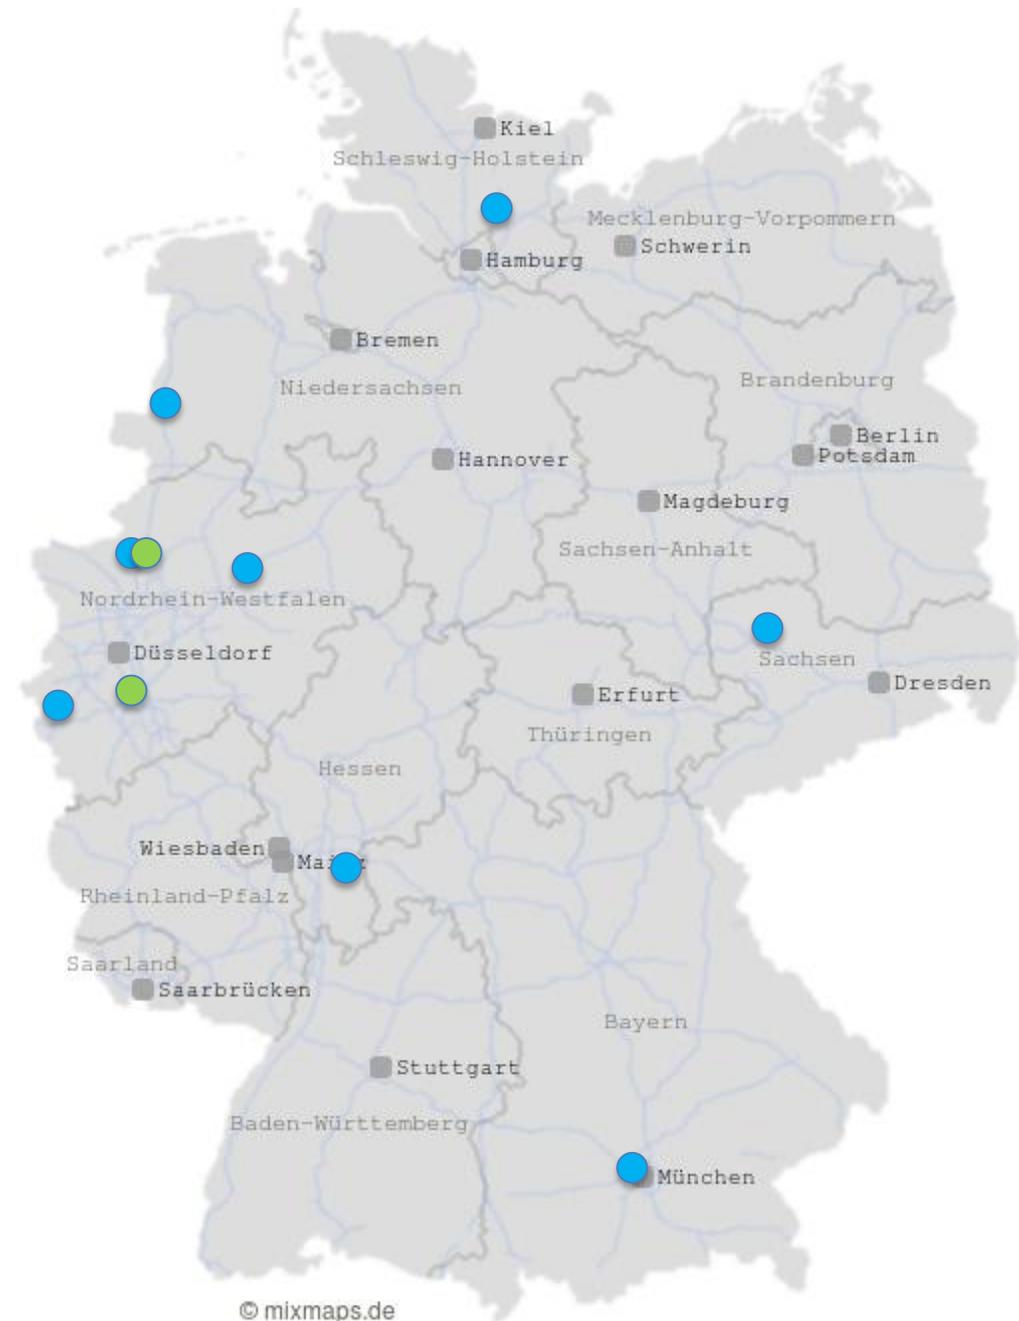 Kiel
Schleswig-Holstein
Mecklenburg-Vorpommern
Schwerin
Hamburg
Bremen
Niedersachsen
Brandenburg
Berlin
Potsdam
Hannover
Magdeburg
Sachsen-Anhalt
Nordrhein-Westfalen
Düsseldorf
Sachsen
Dresden
Erfurt
Thüringen
Hessen
Wiesbaden
Rheinland-Pfalz
Saarland
Saarbrücken
Bayern
Stuttgart
Baden-Württemberg
München
© mixmaps.de